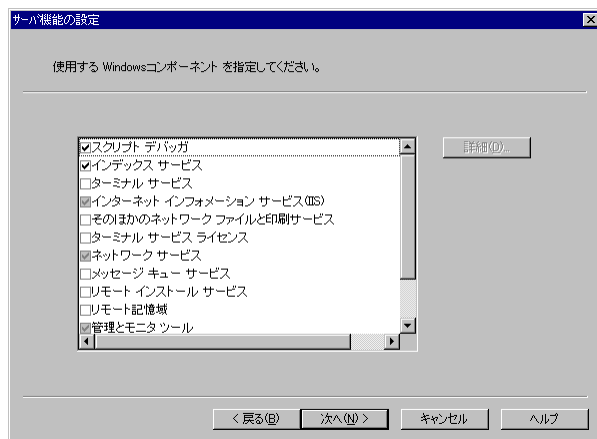 サーバ機能の設定
使用する Windowsコンポーネント を指定してください。
スクリプト デバッガ
詳細(D)...
インデックス サービス
ターミナル サービス
インターネット インフォメーション サービス(IIS)
そのほかのネットワーク ファイルと印刷サービス
ターミナル サービス ライセンス
ネットワーク サービス
メッセージ キュー サービス
リモート インストール サービス
リモート記憶域
管理とモニタ ツール
< 戻る(B) 次へ(N) > キャンセル ヘルプ